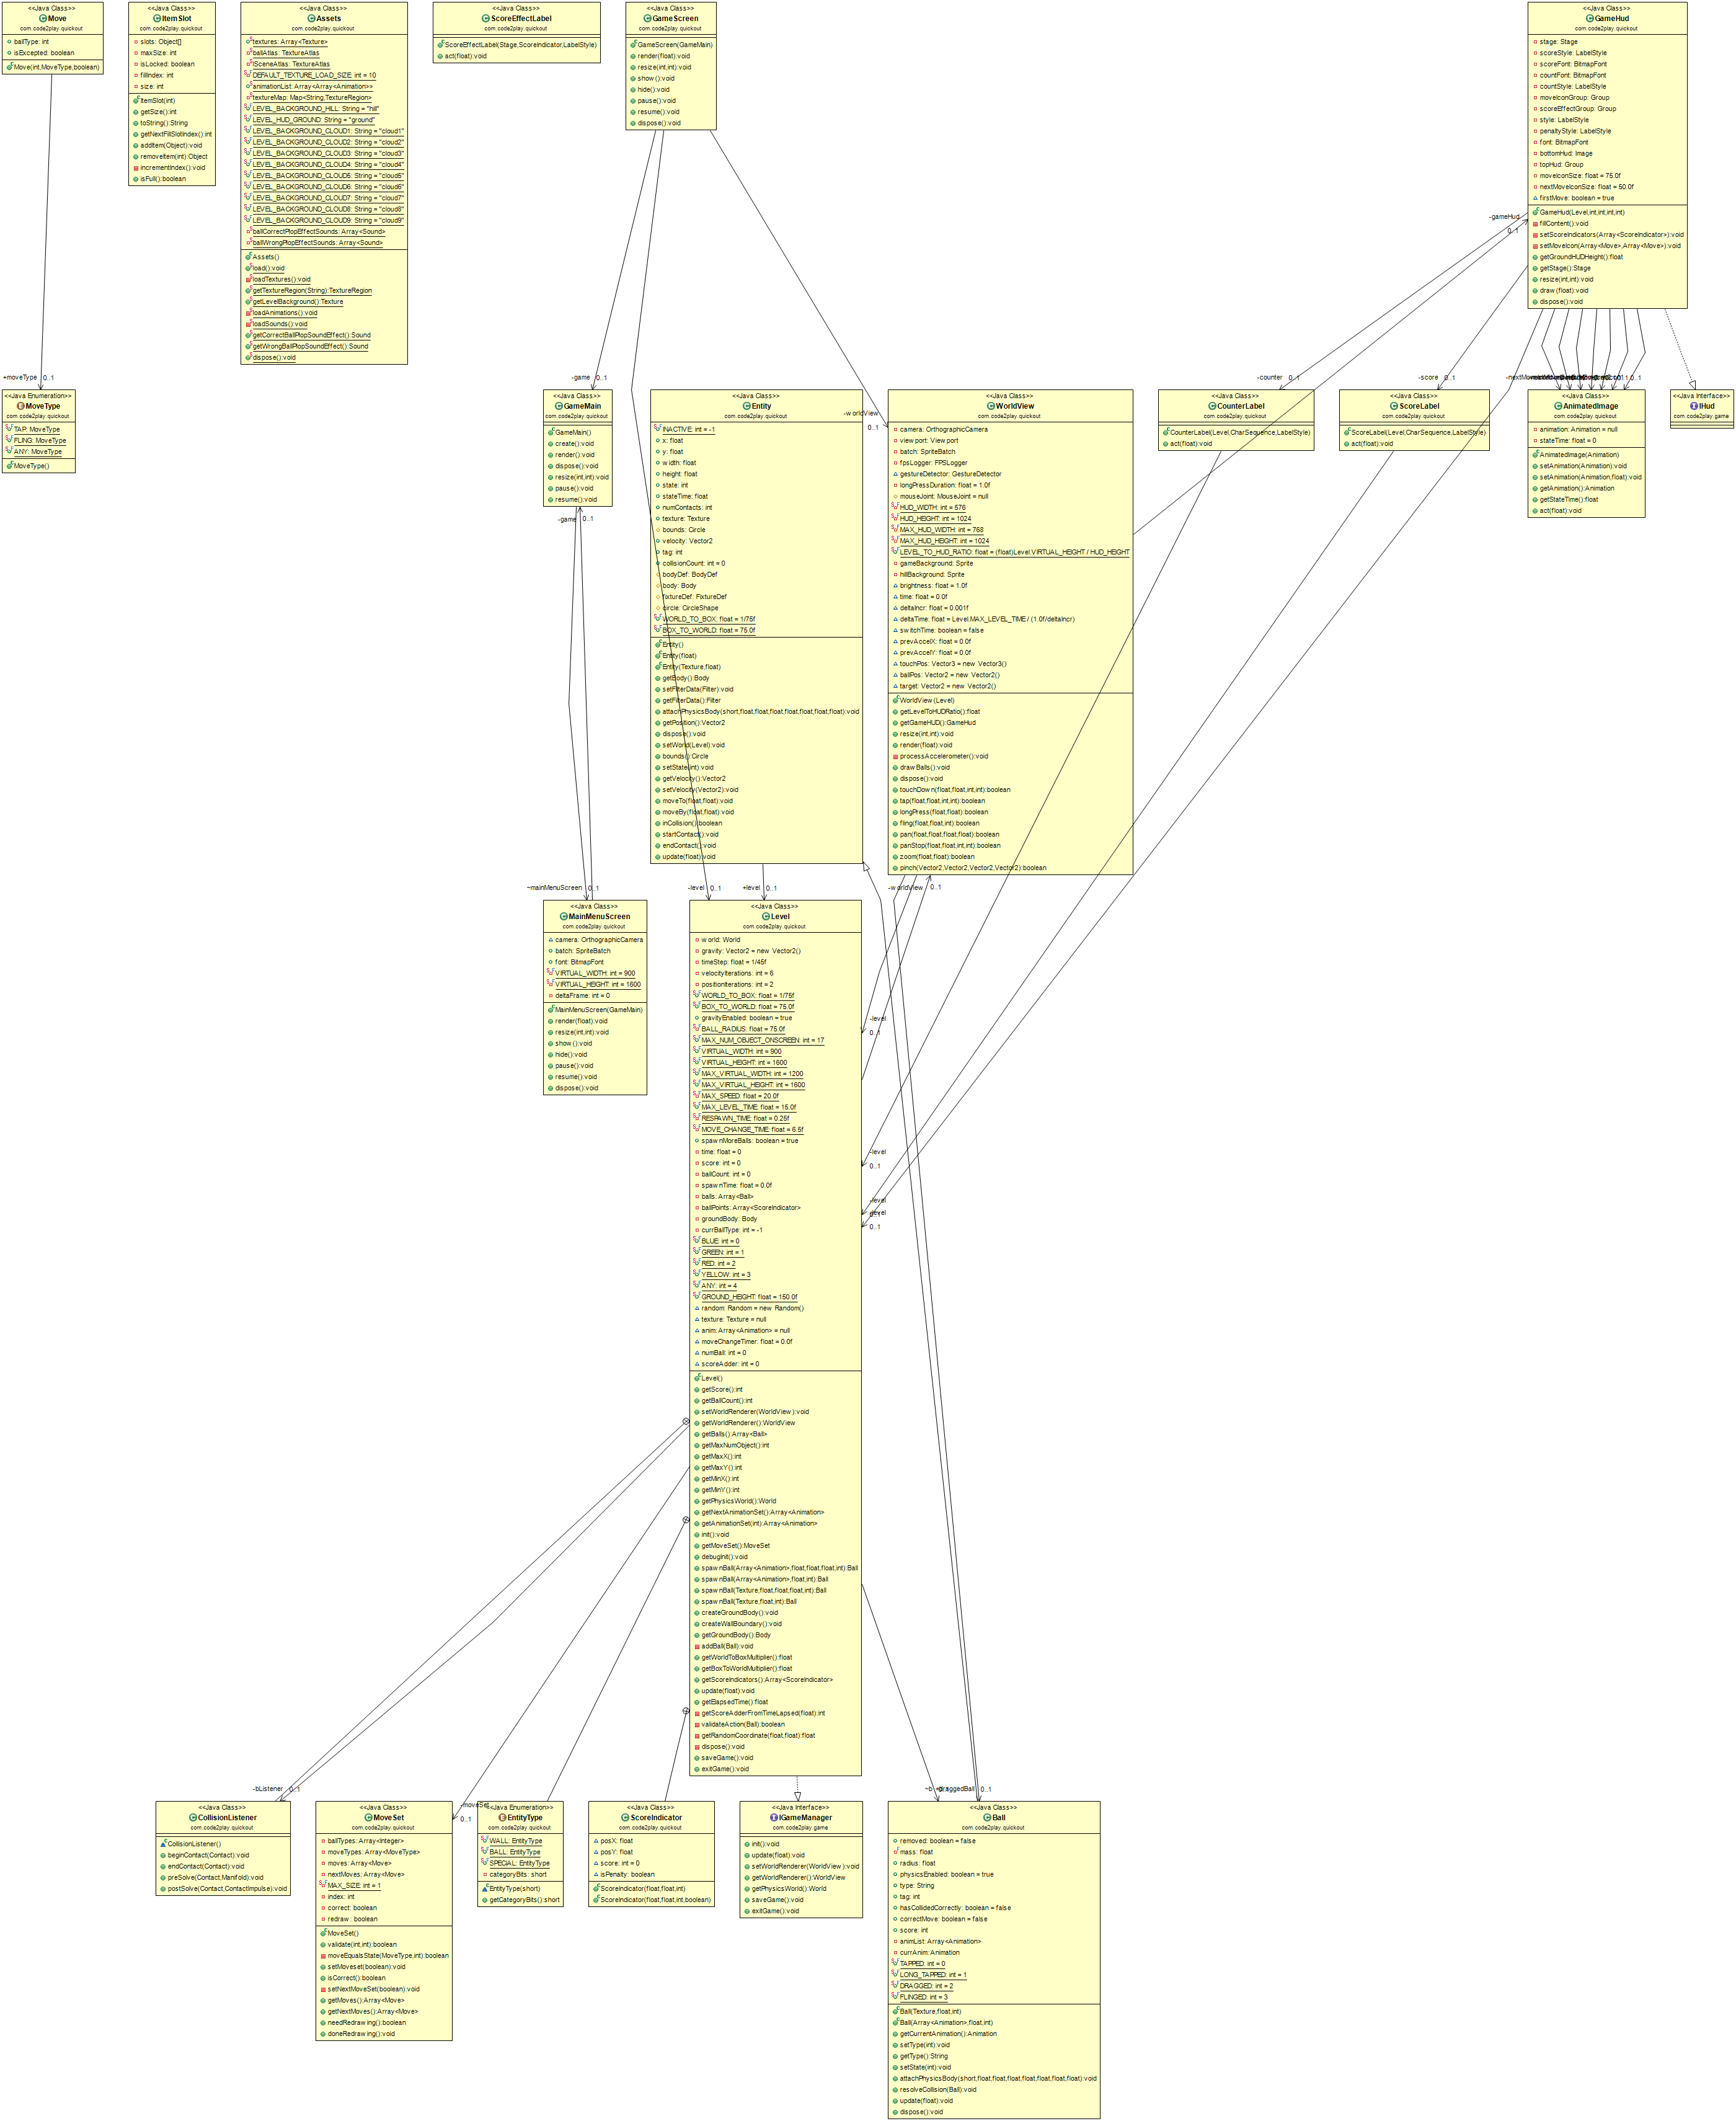 <<Java Class>>
Move
com.code2play.quickout
ballType: int
isExcepted: boolean
Move(int,MoveType,boolean)
<<Java Class>>
ItemSlot
com.code2play.quickout
slots: Object[]
maxSize: int
isLocked: boolean
fillIndex: int
size: int
ItemSlot(int)
getSize():int
toString():String
getNextFillSlotIndex():int
addItem(Object):void
removeItem(int):Object
incrementIndex():void
isFull():boolean
<<Java Class>>
Assets
com.code2play.quickout
textures: Array<Texture>
ballAtlas: TextureAtlas
lSceneAtlas: TextureAtlas
DEFAULT_TEXTURE_LOAD_SIZE: int = 10
animationList: Array<Array<Animation>>
textureMap: Map<String,TextureRegion>
LEVEL_BACKGROUND_HILL: String = "hill"
LEVEL_HUD_GROUND: String = "ground"
LEVEL_BACKGROUND_CLOUD1: String = "cloud1"
LEVEL_BACKGROUND_CLOUD2: String = "cloud2"
LEVEL_BACKGROUND_CLOUD3: String = "cloud3"
LEVEL_BACKGROUND_CLOUD4: String = "cloud4"
LEVEL_BACKGROUND_CLOUD5: String = "cloud5"
LEVEL_BACKGROUND_CLOUD6: String = "cloud6"
LEVEL_BACKGROUND_CLOUD7: String = "cloud7"
LEVEL_BACKGROUND_CLOUD8: String = "cloud8"
LEVEL_BACKGROUND_CLOUD9: String = "cloud9"
ballCorrectPlopEffectSounds: Array<Sound>
ballWrongPlopEffectSounds: Array<Sound>
Assets()
load():void
loadTextures():void
getTextureRegion(String):TextureRegion
getLevelBackground():Texture
loadAnimations():void
loadSounds():void
getCorrectBallPlopSoundEffect():Sound
getWrongBallPlopSoundEffect():Sound
dispose():void
<<Java Class>>
ScoreEffectLabel
com.code2play.quickout
ScoreEffectLabel(Stage,ScoreIndicator,LabelStyle)
act(float):void
<<Java Class>>
GameScreen
com.code2play.quickout
GameScreen(GameMain)
render(float):void
resize(int,int):void
show():void
hide():void
pause():void
resume():void
dispose():void
<<Java Class>>
GameHud
com.code2play.quickout
stage: Stage
scoreStyle: LabelStyle
scoreFont: BitmapFont
countFont: BitmapFont
countStyle: LabelStyle
moveIconGroup: Group
scoreEffectGroup: Group
style: LabelStyle
penaltyStyle: LabelStyle
font: BitmapFont
bottomHud: Image
topHud: Group
moveIconSize: float = 75.0f
nextMoveIconSize: float = 50.0f
firstMove: boolean = true
GameHud(Level,int,int,int,int)
fillContent():void
setScoreIndicators(Array<ScoreIndicator>):void
setMoveIcon(Array<Move>,Array<Move>):void
getGroundHUDHeight():float
getStage():Stage
resize(int,int):void
draw(float):void
dispose():void
-gameHud
0..1
+moveType 0..1
<<Java Enumeration>>
MoveType
com.code2play.quickout
TAP: MoveType
FLING: MoveType
ANY: MoveType
MoveType()
-game 0..1
<<Java Class>>
GameMain
com.code2play.quickout
GameMain()
create():void
render():void
dispose():void
resize(int,int):void
pause():void
resume():void
-game 0..1
<<Java Class>>
Entity
com.code2play.quickout
INACTIVE: int = -1
x: float
y: float
width: float
height: float
state: int
stateTime: float
numContacts: int
texture: Texture
bounds: Circle
velocity: Vector2
tag: int
collisionCount: int = 0
bodyDef: BodyDef
body: Body
fixtureDef: FixtureDef
circle: CircleShape
WORLD_TO_BOX: float = 1/75f
BOX_TO_WORLD: float = 75.0f
Entity()
Entity(float)
Entity(Texture,float)
getBody():Body
setFilterData(Filter):void
getFilterData():Filter
attachPhysicsBody(short,float,float,float,float,float,float,float):void
getPosition():Vector2
dispose():void
setWorld(Level):void
bounds():Circle
setState(int):void
getVelocity():Vector2
setVelocity(Vector2):void
moveTo(float,float):void
moveBy(float,float):void
inCollision():boolean
startContact():void
endContact():void
update(float):void
-worldView
0..1
<<Java Class>>
WorldView
com.code2play.quickout
camera: OrthographicCamera
viewport: Viewport
batch: SpriteBatch
fpsLogger: FPSLogger
gestureDetector: GestureDetector
longPressDuration: float = 1.0f
mouseJoint: MouseJoint = null
HUD_WIDTH: int = 576
HUD_HEIGHT: int = 1024
MAX_HUD_WIDTH: int = 768
MAX_HUD_HEIGHT: int = 1024
LEVEL_TO_HUD_RATIO: float = (float)Level.VIRTUAL_HEIGHT / HUD_HEIGHT
gameBackground: Sprite
hillBackground: Sprite
brightness: float = 1.0f
time: float = 0.0f
deltaIncr: float = 0.001f
deltaTime: float = Level.MAX_LEVEL_TIME / (1.0f/deltaIncr)
switchTime: boolean = false
prevAccelX: float = 0.0f
prevAccelY: float = 0.0f
touchPos: Vector3 = new Vector3()
ballPos: Vector2 = new Vector2()
target: Vector2 = new Vector2()
WorldView(Level)
getLevelToHUDRatio():float
getGameHUD():GameHud
resize(int,int):void
render(float):void
processAccelerometer():void
drawBalls():void
dispose():void
touchDown(float,float,int,int):boolean
tap(float,float,int,int):boolean
longPress(float,float):boolean
fling(float,float,int):boolean
pan(float,float,float,float):boolean
panStop(float,float,int,int):boolean
zoom(float,float):boolean
pinch(Vector2,Vector2,Vector2,Vector2):boolean
-counter 0..1
<<Java Class>>
CounterLabel
com.code2play.quickout
CounterLabel(Level,CharSequence,LabelStyle)
act(float):void
-score 0..1
<<Java Class>>
ScoreLabel
com.code2play.quickout
ScoreLabel(Level,CharSequence,LabelStyle)
act(float):void
0..1
<<Java Class>>
AnimatedImage
com.code2play.quickout
animation: Animation = null
stateTime: float = 0
AnimatedImage(Animation)
setAnimation(Animation):void
setAnimation(Animation,float):void
getAnimation():Animation
getStateTime():float
act(float):void
<<Java Interface>>
IHud
com.code2play.game
~mainMenuScreen 0..1
<<Java Class>>
MainMenuScreen
com.code2play.quickout
camera: OrthographicCamera
batch: SpriteBatch
font: BitmapFont
VIRTUAL_WIDTH: int = 900
VIRTUAL_HEIGHT: int = 1600
deltaFrame: int = 0
MainMenuScreen(GameMain)
render(float):void
resize(int,int):void
show():void
hide():void
pause():void
resume():void
dispose():void
-level 0..1
+level 0..1
-worldView 0..1
<<Java Class>>
Level
com.code2play.quickout
world: World
gravity: Vector2 = new Vector2()
timeStep: float = 1/45f
velocityIterations: int = 6
positionIterations: int = 2
WORLD_TO_BOX: float = 1/75f
BOX_TO_WORLD: float = 75.0f
gravityEnabled: boolean = true
BALL_RADIUS: float = 75.0f
MAX_NUM_OBJECT_ONSCREEN: int = 17
VIRTUAL_WIDTH: int = 900
VIRTUAL_HEIGHT: int = 1600
MAX_VIRTUAL_WIDTH: int = 1200
MAX_VIRTUAL_HEIGHT: int = 1600
MAX_SPEED: float = 20.0f
MAX_LEVEL_TIME: float = 15.0f
RESPAWN_TIME: float = 0.25f
MOVE_CHANGE_TIME: float = 6.5f
spawnMoreBalls: boolean = true
time: float = 0
score: int = 0
ballCount: int = 0
spawnTime: float = 0.0f
balls: Array<Ball>
ballPoints: Array<ScoreIndicator>
groundBody: Body
currBallType: int = -1
BLUE: int = 0
GREEN: int = 1
RED: int = 2
YELLOW: int = 3
ANY: int = 4
GROUND_HEIGHT: float = 150.0f
random: Random = new Random()
texture: Texture = null
anim: Array<Animation> = null
moveChangeTimer: float = 0.0f
numBall: int = 0
scoreAdder: int = 0
Level()
getScore():int
getBallCount():int
setWorldRenderer(WorldView):void
getWorldRenderer():WorldView
getBalls():Array<Ball>
getMaxNumObject():int
getMaxX():int
getMaxY():int
getMinX():int
getMinY():int
getPhysicsWorld():World
getNextAnimationSet():Array<Animation>
getAnimationSet(int):Array<Animation>
init():void
getMoveSet():MoveSet
debugInit():void
spawnBall(Array<Animation>,float,float,float,int):Ball
spawnBall(Array<Animation>,float,int):Ball
spawnBall(Texture,float,float,float,int):Ball
spawnBall(Texture,float,int):Ball
createGroundBody():void
createWallBoundary():void
getGroundBody():Body
addBall(Ball):void
getWorldToBoxMultiplier():float
getBoxToWorldMultiplier():float
getScoreIndicators():Array<ScoreIndicator>
update(float):void
getElapsedTime():float
getScoreAdderFromTimeLapsed(float):int
validateAction(Ball):boolean
getRandomCoordinate(float,float):float
dispose():void
saveGame():void
exitGame():void
-level
0..1
-level
0..1
-level
-level
0..1
-bListener 0..1
<<Java Class>>
CollisionListener
com.code2play.quickout
CollisionListener()
beginContact(Contact):void
endContact(Contact):void
preSolve(Contact,Manifold):void
postSolve(Contact,ContactImpulse):void
<<Java Class>>
MoveSet
com.code2play.quickout
ballTypes: Array<Integer>
moveTypes: Array<MoveType>
moves: Array<Move>
nextMoves: Array<Move>
MAX_SIZE: int = 1
index: int
correct: boolean
redraw: boolean
MoveSet()
validate(int,int):boolean
moveEqualsState(MoveType,int):boolean
setMoveset(boolean):void
isCorrect():boolean
setNextMoveSet(boolean):void
getMoves():Array<Move>
getNextMoves():Array<Move>
needRedrawing():boolean
doneRedrawing():void
-moveSet
0..1
<<Java Enumeration>>
EntityType
com.code2play.quickout
WALL: EntityType
BALL: EntityType
SPECIAL: EntityType
categoryBits: short
EntityType(short)
getCategoryBits():short
<<Java Class>>
ScoreIndicator
com.code2play.quickout
posX: float
posY: float
score: int = 0
isPenalty: boolean
ScoreIndicator(float,float,int)
ScoreIndicator(float,float,int,boolean)
<<Java Interface>>
IGameManager
com.code2play.game
init():void
update(float):void
setWorldRenderer(WorldView):void
getWorldRenderer():WorldView
getPhysicsWorld():World
saveGame():void
exitGame():void
~b
draggedBall 0..1
<<Java Class>>
Ball
com.code2play.quickout
removed: boolean = false
mass: float
radius: float
physicsEnabled: boolean = true
type: String
tag: int
hasCollidedCorrectly: boolean = false
correctMove: boolean = false
score: int
animList: Array<Animation>
currAnim: Animation
TAPPED: int = 0
LONG_TAPPED: int = 1
DRAGGED: int = 2
FLINGED: int = 3
Ball(Texture,float,int)
Ball(Array<Animation>,float,int)
getCurrentAnimation():Animation
setType(int):void
getType():String
setState(int):void
attachPhysicsBody(short,float,float,float,float,float,float,float):void
resolveCollision(Ball):void
update(float):void
dispose():void